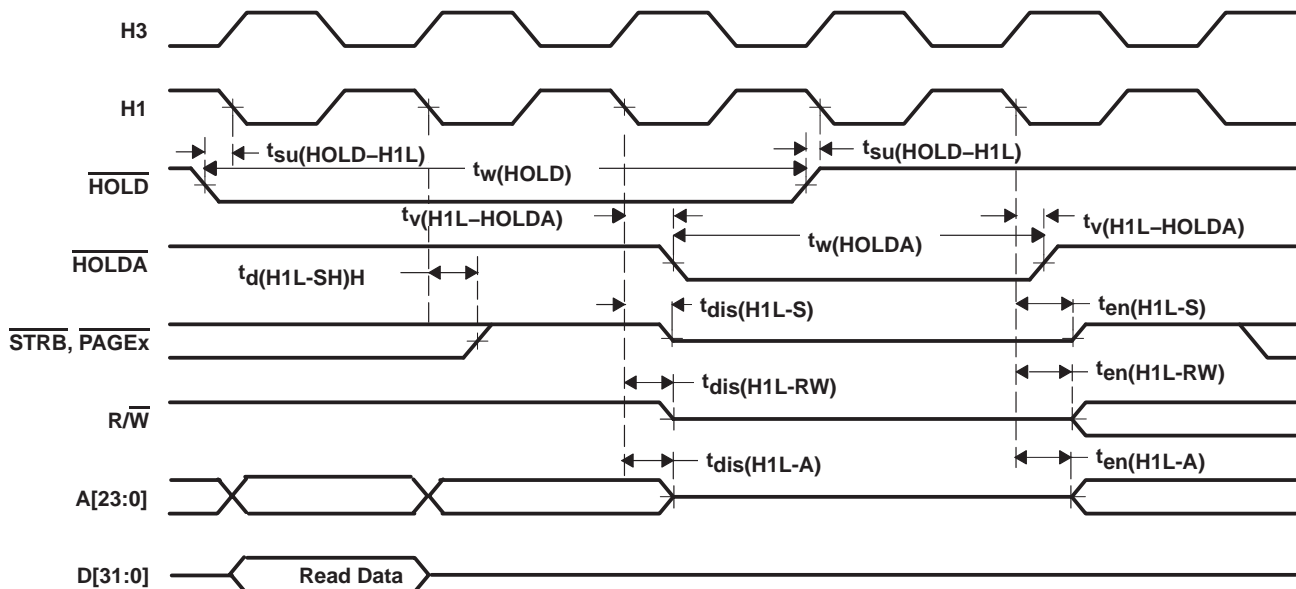 H3
H1
tsu(HOLD–H1L)
tsu(HOLD–H1L)
tw(HOLD)
HOLD
tv(H1L–HOLDA)
tv(H1L–HOLDA)
tw(HOLDA)
HOLDA
td(H1L-SH)H
tdis(H1L-S)
ten(H1L-S)
STRB, PAGEx
tdis(H1L-RW)
ten(H1L-RW)
R/W
tdis(H1L-A)
ten(H1L-A)
A[23:0]
D[31:0]
Read Data